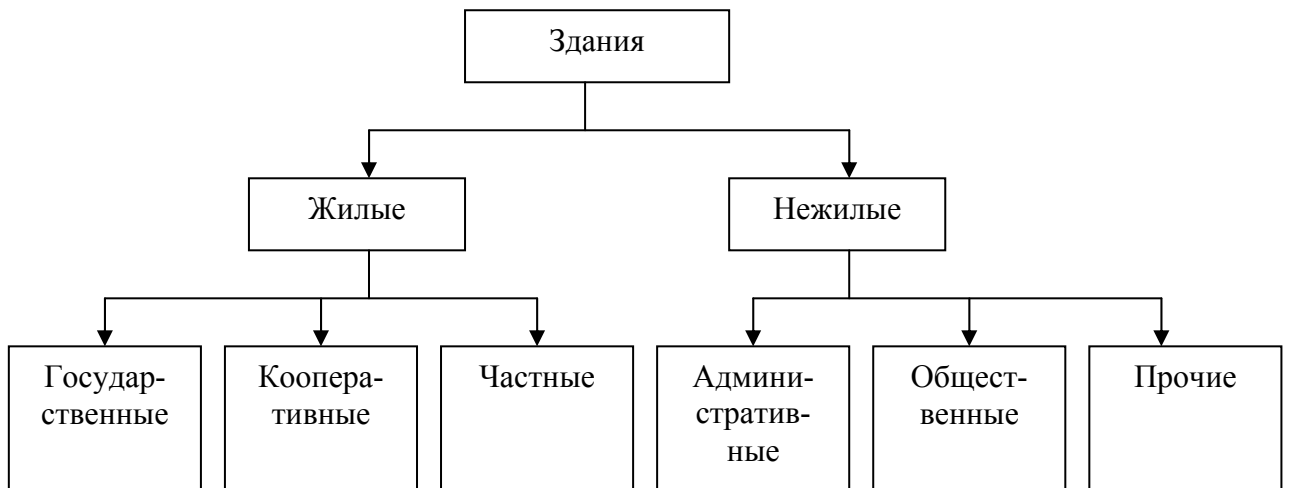 Здания
Жилые
Нежилые
Государ-
ственные
Коопера-
тивные
Частные
Админи-
стратив-
ные
Общест-
венные
Прочие